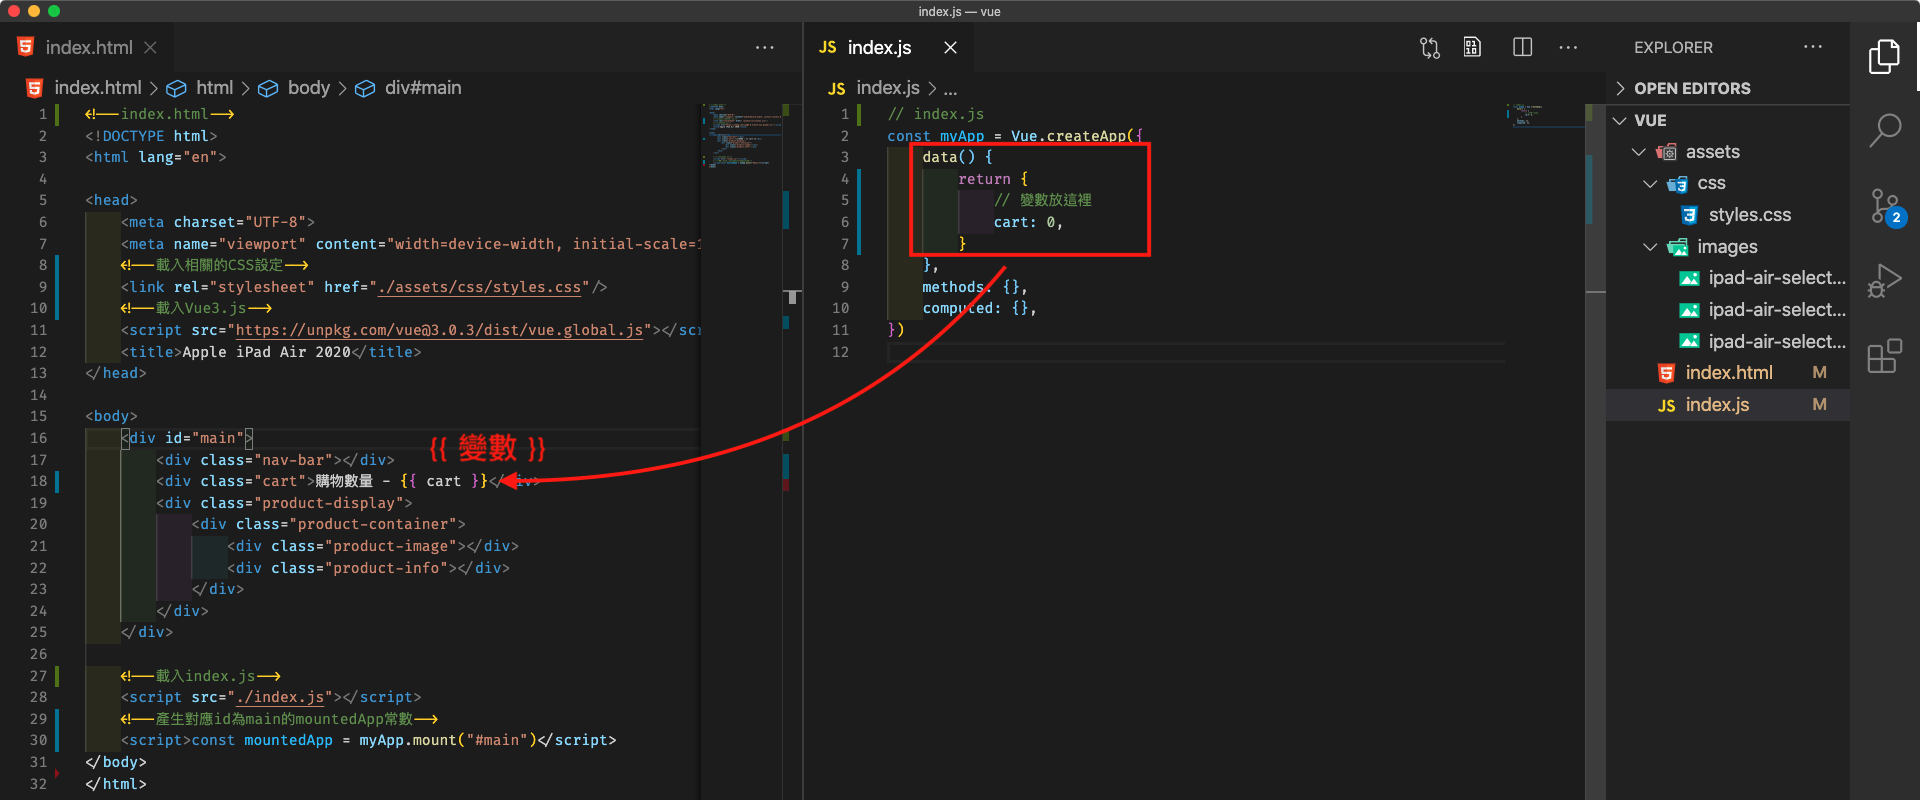 index.js — vue
index.html
index.html > html > body > div#main
1 <!--index.html-->
2 <!DOCTYPE html>
3 <html lang="en">
4
5 <head>
6 <meta charset="UTF-8">
7 <meta name="viewport" content="width=device-width, initial-scale=1
8 <!--載入相關的CSS設定-->
9 <link rel="stylesheet" href="./assets/css/styles.css"/>
10 <!--載入Vue3.js-->
11 <script src="https://unpkg.com/vue@3.0.3/dist/vue.global.js"></scr
12 <title>Apple iPad Air 2020</title>
13 </head>
14
15 <body>
16 <div id="main">
{{ 變數 }}
17 <div class="nav-bar"></div>
18 <div class="cart">購物數量 - {{ cart }}</div>
19 <div class="product-display">
20 <div class="product-container">
21 <div class="product-image"></div>
22 <div class="product-info"></div>
23 </div>
24 </div>
25 </div>
26
27 <!--載入index.js-->
28 <script src="./index.js"></script>
29 <!--產生對應id為main的mountedApp常數-->
30 <script>const mountedApp = myApp.mount("#main")</script>
31 </body>
32 </html>
JS index.js
JS index.js > ...
1 // index.js
2 const myApp = Vue.createApp({
3 data() {
4 return {
5 // 變數放這裡
6 cart: 0,
7 }
8 },
9 methods: {},
10 computed: {},
11 })
12
EXPLORER
OPEN EDITORS
VUE
assets
css
styles.css
images
ipad-air-select...
ipad-air-select...
ipad-air-select...
index.html M
JS index.js M
2